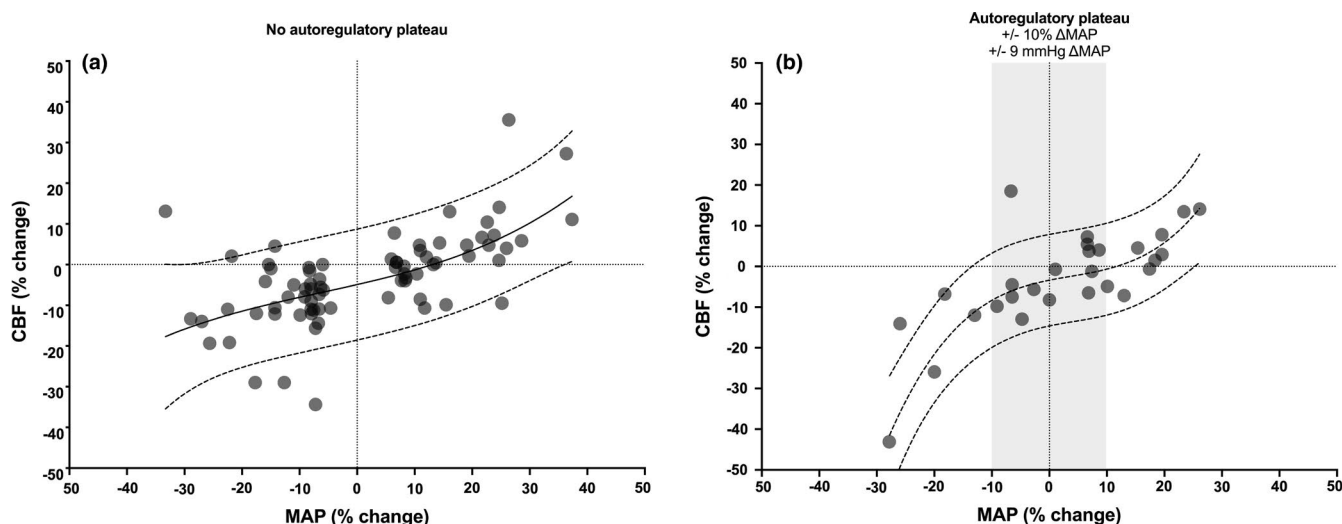 No autoregulatory plateau
(a)
50
40
30
20
10
0
-10
-20
-30
-40
-50
CBF (% change)
50 -40 -30 -20 -10 0 10 20 30 40 50
MAP (% change)
Autoregulatory plateau
+/- 10% ΔMAP
+/- 9 mmHg ΔMAP
(b)
50
40
30
20
10
0
-10
-20
-30
-40
-50
CBF (% change)
50 -40 -30 -20 -10 0 10 20 30 40 50
MAP (% change)